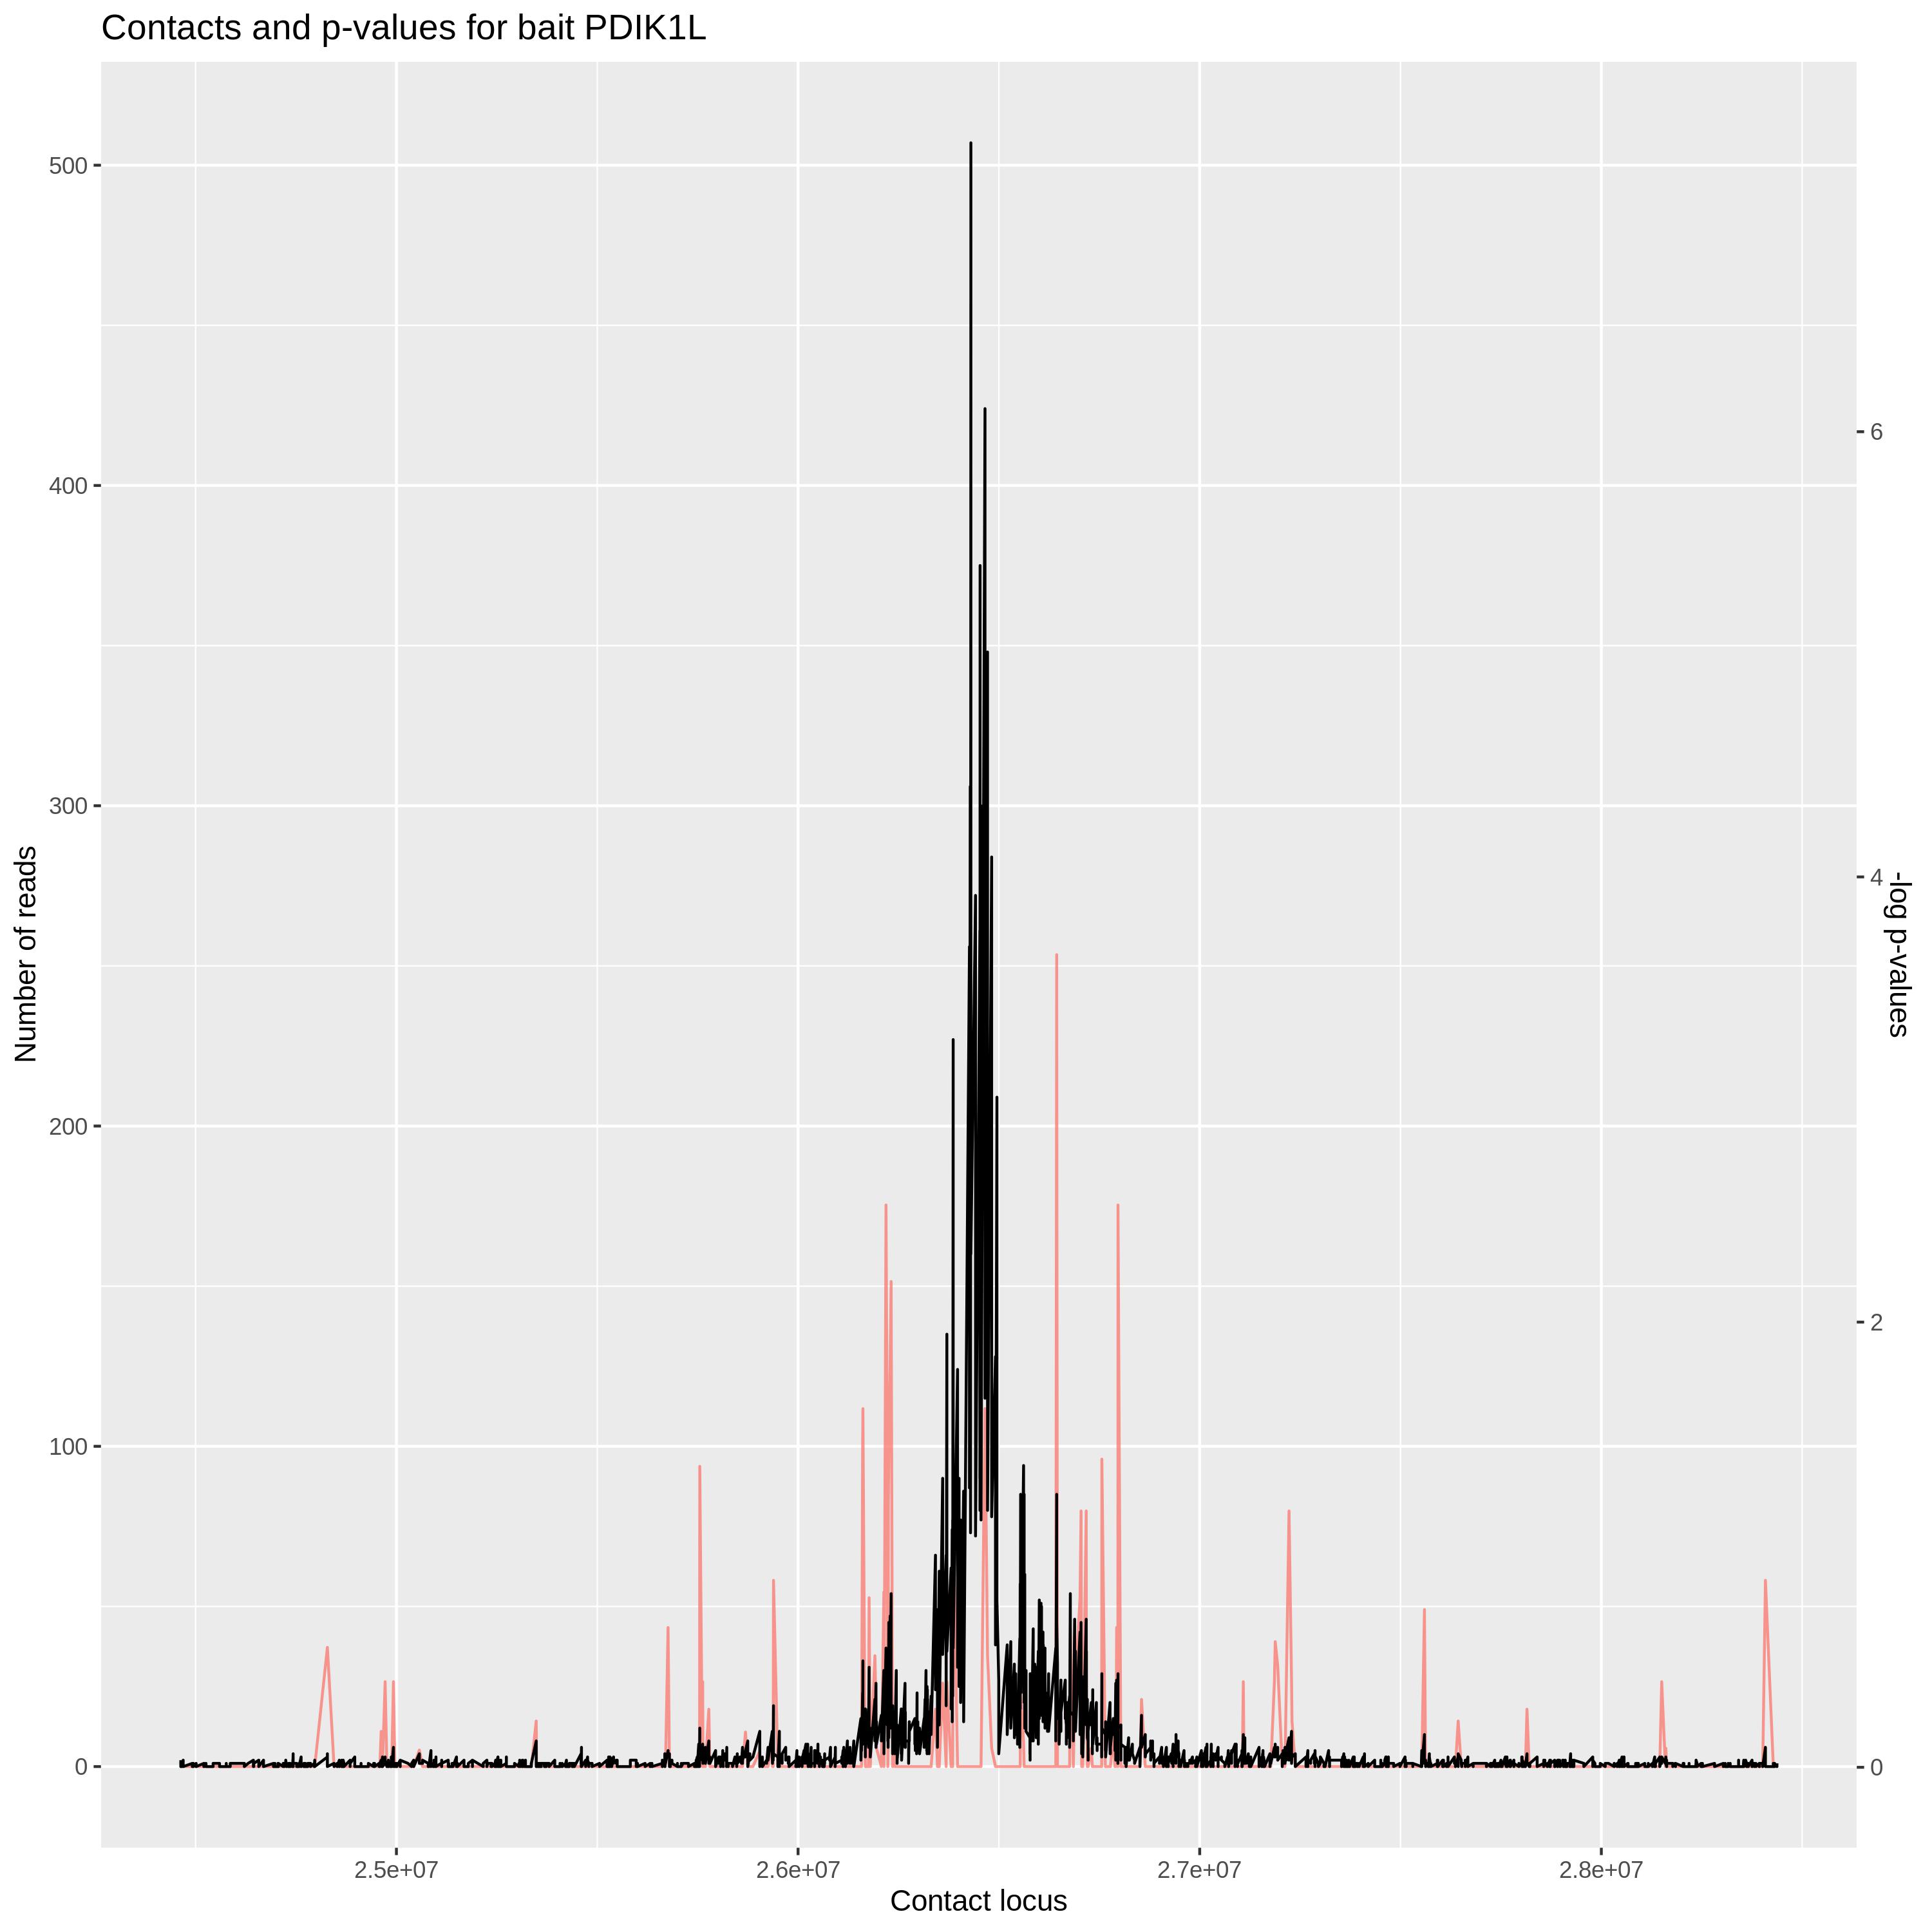 Contacts and p-values for bait PDIK1L
500
400
300
200
100
0
Number of reads
6
4
2
0
-log p-values
2.5e+07
2.6e+07
2.7e+07
2.8e+07
Contact locus